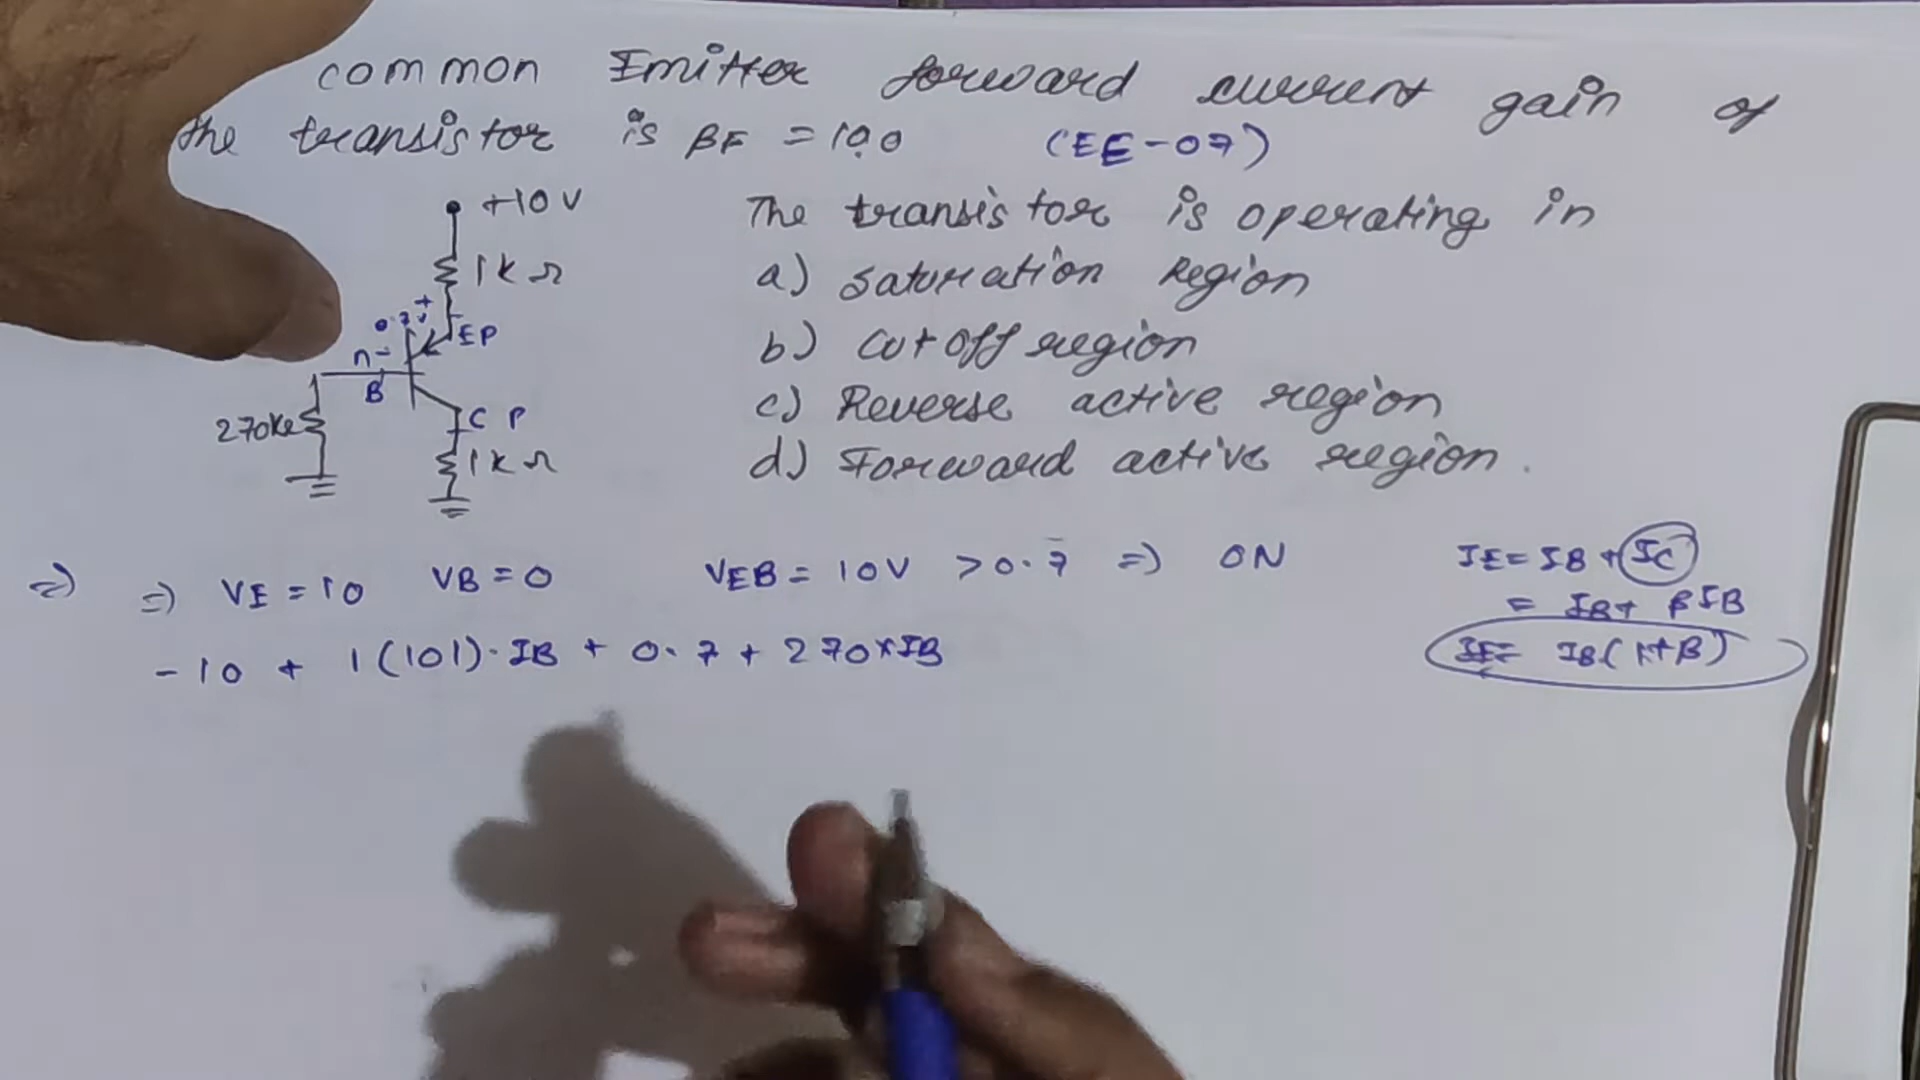 common Emitter forward current gain of
the transistor is βF = 100 (EE-07)
+10V
1kΩ
+
0.7V
EP
n-
B
270kΩ
C P
1kΩ
The transistor is operating in
a) saturation Region
b) cutoff region
c) Reverse active region
d) Forward active region.
=> => VE = 10 VB = 0 VEB = 10V > 0.7 => ON
-10 + 1(101)·IB + 0.7 + 270×IB
IE = IB + IC
= IB + βIB
IE = IB(1+β)